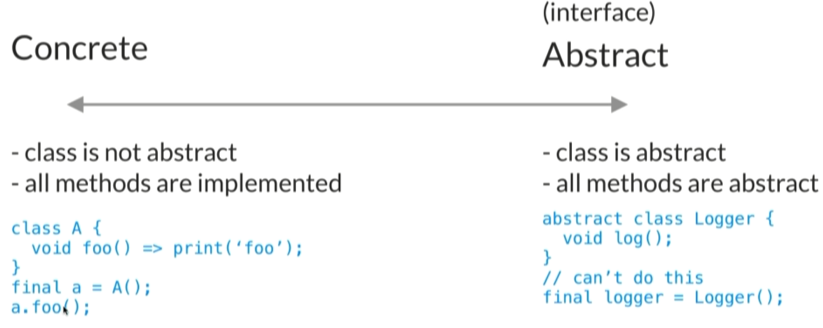 Concrete
- class is not abstract
- all methods are implemented
class A {
  void foo() => print(‘foo’);
}
final a = A();
a.foo();
(interface)
Abstract
- class is abstract
- all methods are abstract
abstract class Logger {
  void log();
}
// can’t do this
final logger = Logger();